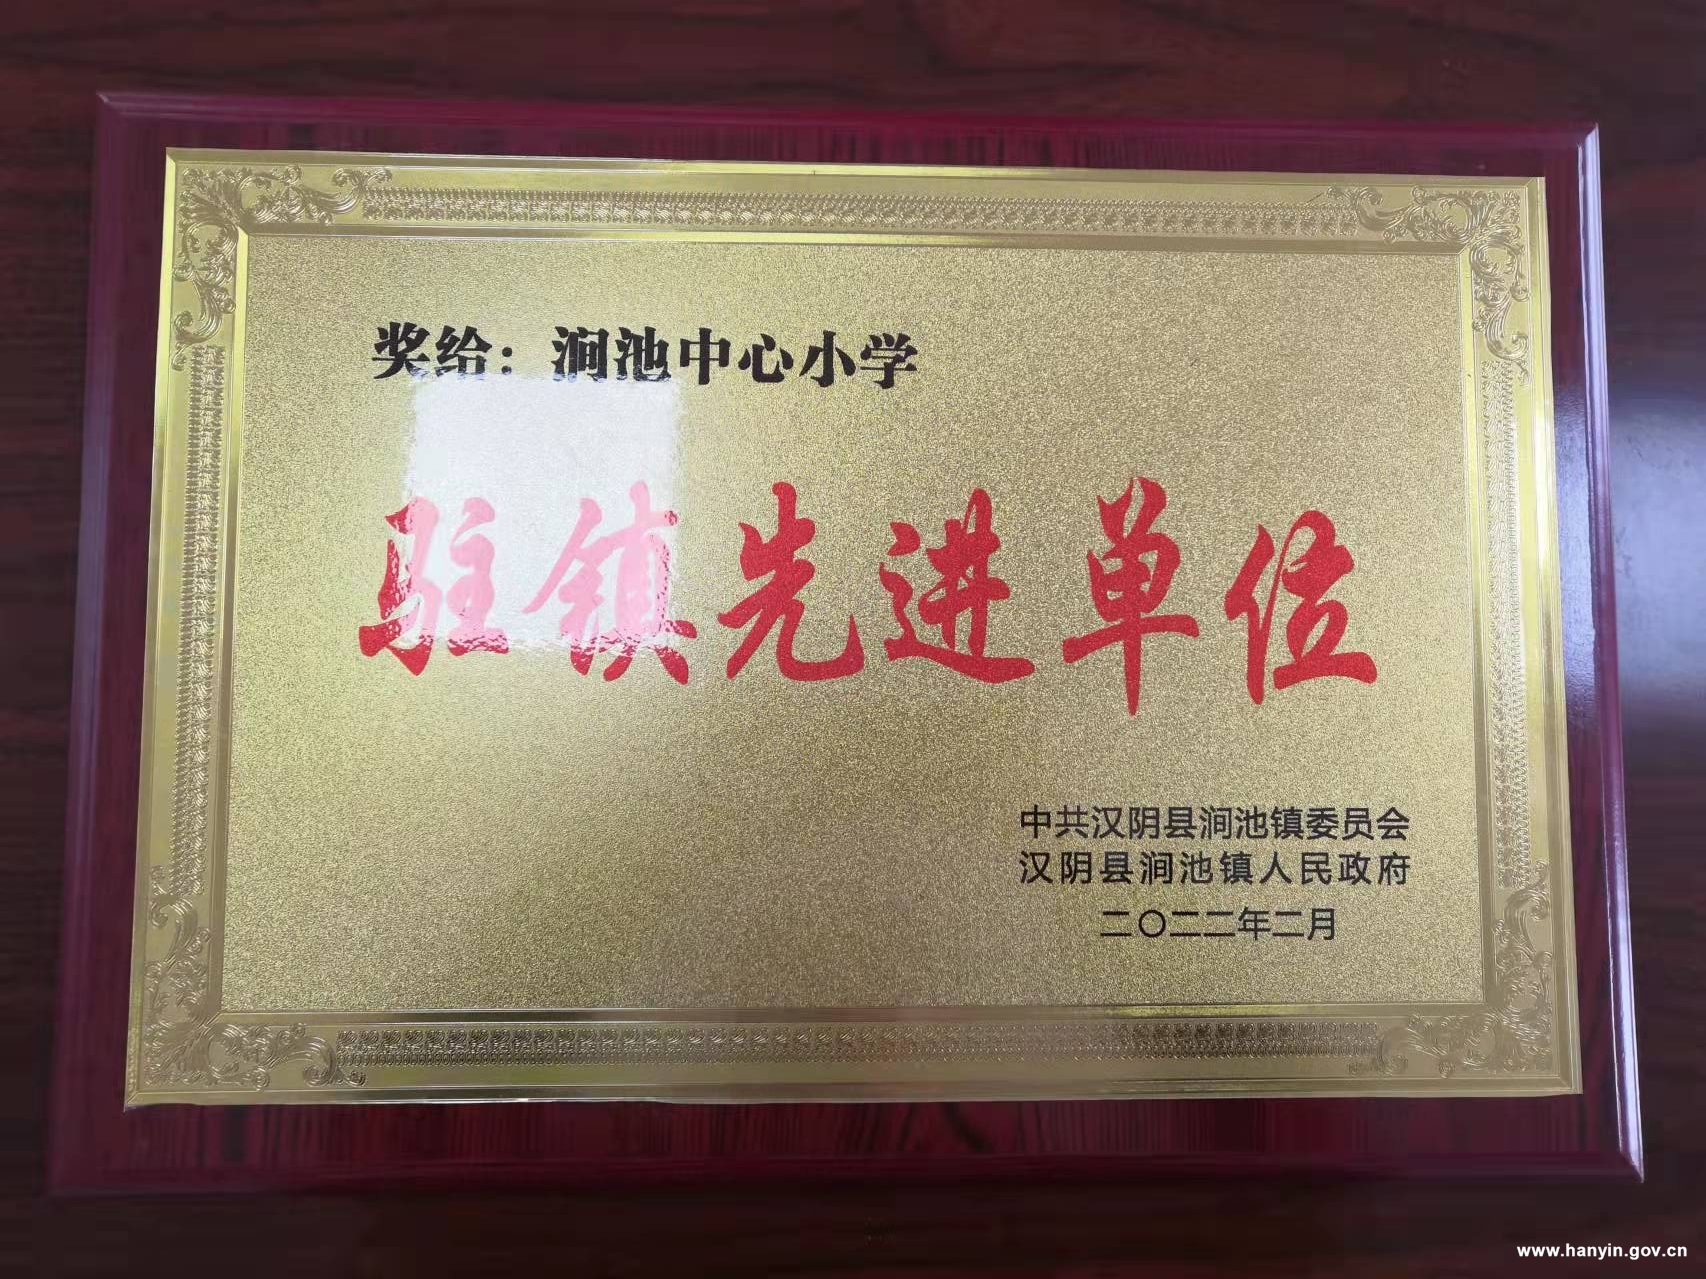 奖给：涧池中心小学
驻镇先进单位
中共汉阴县涧池镇委员会
汉阴县涧池镇人民政府
二〇二二年二月
www.hanyin.gov.cn